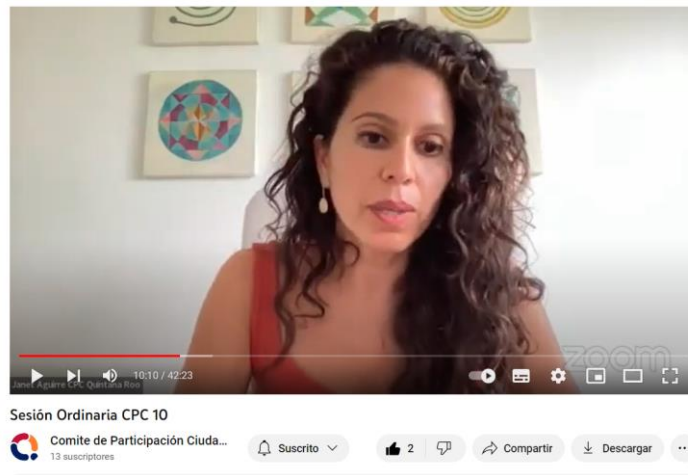 zoom
10:10 / 42:23
Janet Aguirre CPC Quintana Roo
Sesión Ordinaria CPC 10
Comite de Participación Ciuda...
13 suscriptores
Suscrito
2
Compartir
Descargar